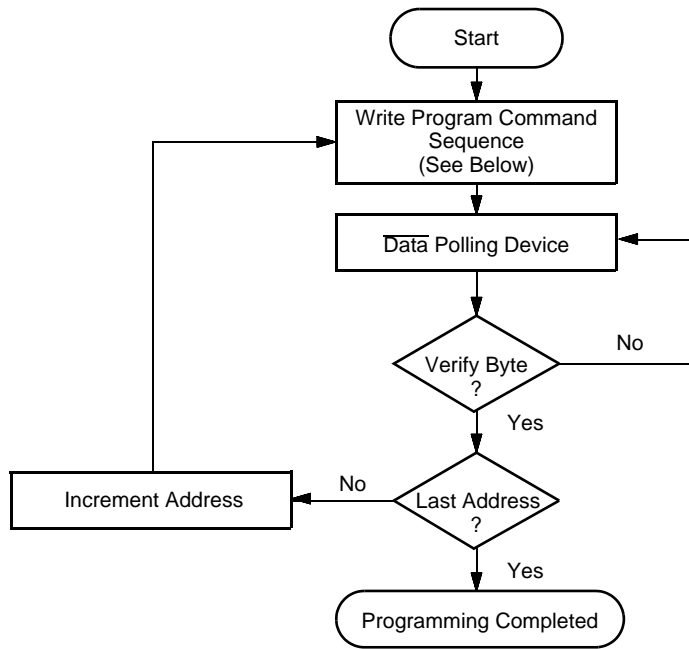 Start
Write Program Command
Sequence
(See Below)
Data Polling Device
Verify Byte
?
No
Yes
Last Address
?
No
Increment Address
Yes
Programming Completed